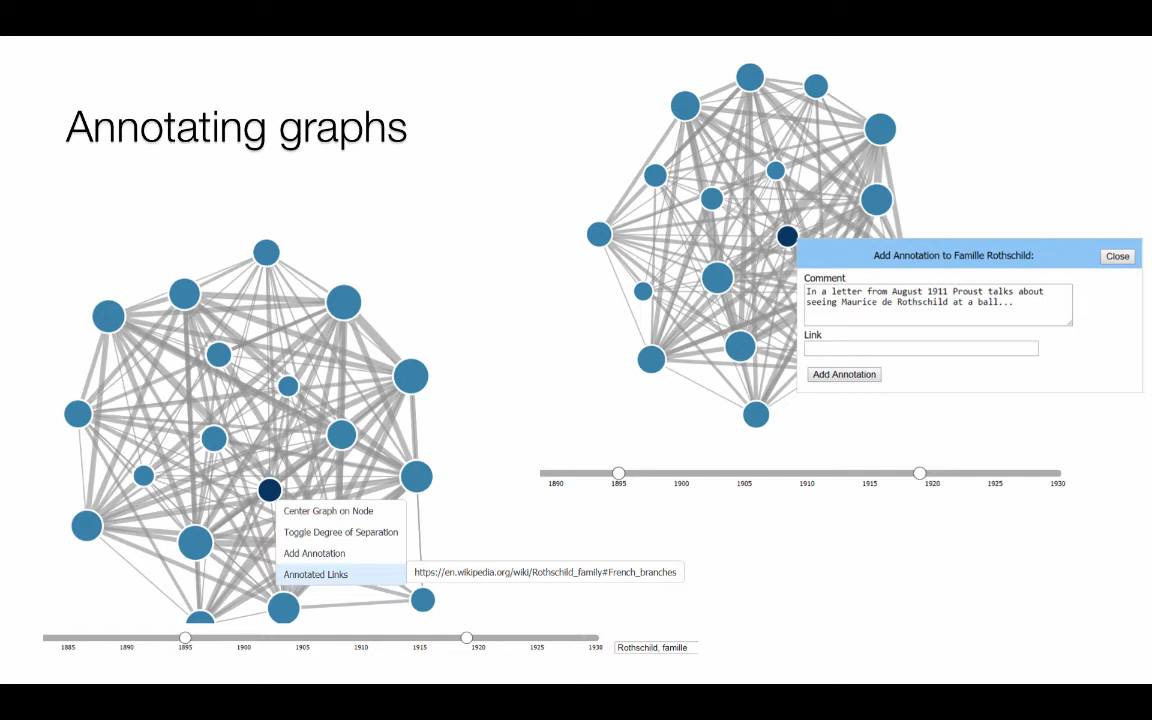 Annotating graphs
Add Annotation to Famille Rothschild:
Close
Comment
In a letter from August 1911 Proust talks about
seeing Maurice de Rothschild at a ball...
Link
Add Annotation
1890 1895 1900 1905 1910 1915 1920 1925 1930
Center Graph on Node
Toggle Degree of Separation
Add Annotation
Annotated Links
https://en.wikipedia.org/wiki/Rothschild_family#French_branches
1885 1890 1895 1900 1905 1910 1915 1920 1925 1930
Rothschild, famille